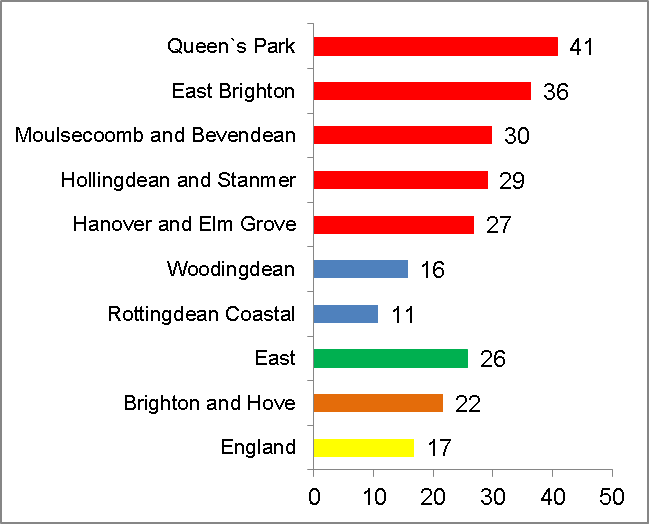 Queen`s Park 41
East Brighton 36
Moulsecoomb and Bevendean 30
Hollingdean and Stanmer 29
Hanover and Elm Grove 27
Woodingdean 16
Rottingdean Coastal 11
East 26
Brighton and Hove 22
England 17
0 10 20 30 40 50